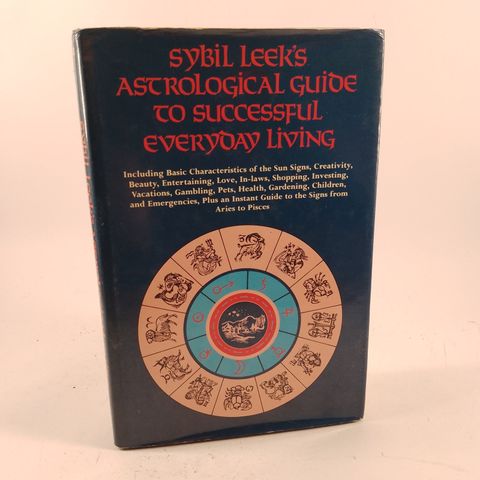 Sybil Leek's
Astrological Guide
to Successful
Everyday Living
Including Basic Characteristics of the Sun Signs, Creativity,
Beauty, Entertaining, Love, In-laws, Shopping, Investing,
Vacations, Gambling, Pets, Health, Gardening, Children,
and Emergencies, Plus an Instant Guide to the Signs from
Aries to Pisces